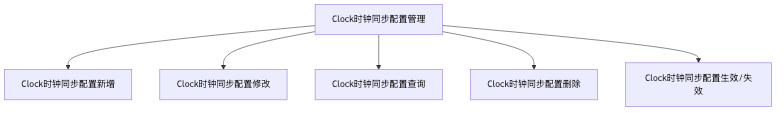 Clock时钟同步配置管理
Clock时钟同步配置新增
Clock时钟同步配置修改
Clock时钟同步配置查询
Clock时钟同步配置删除
Clock时钟同步配置生效/失
效